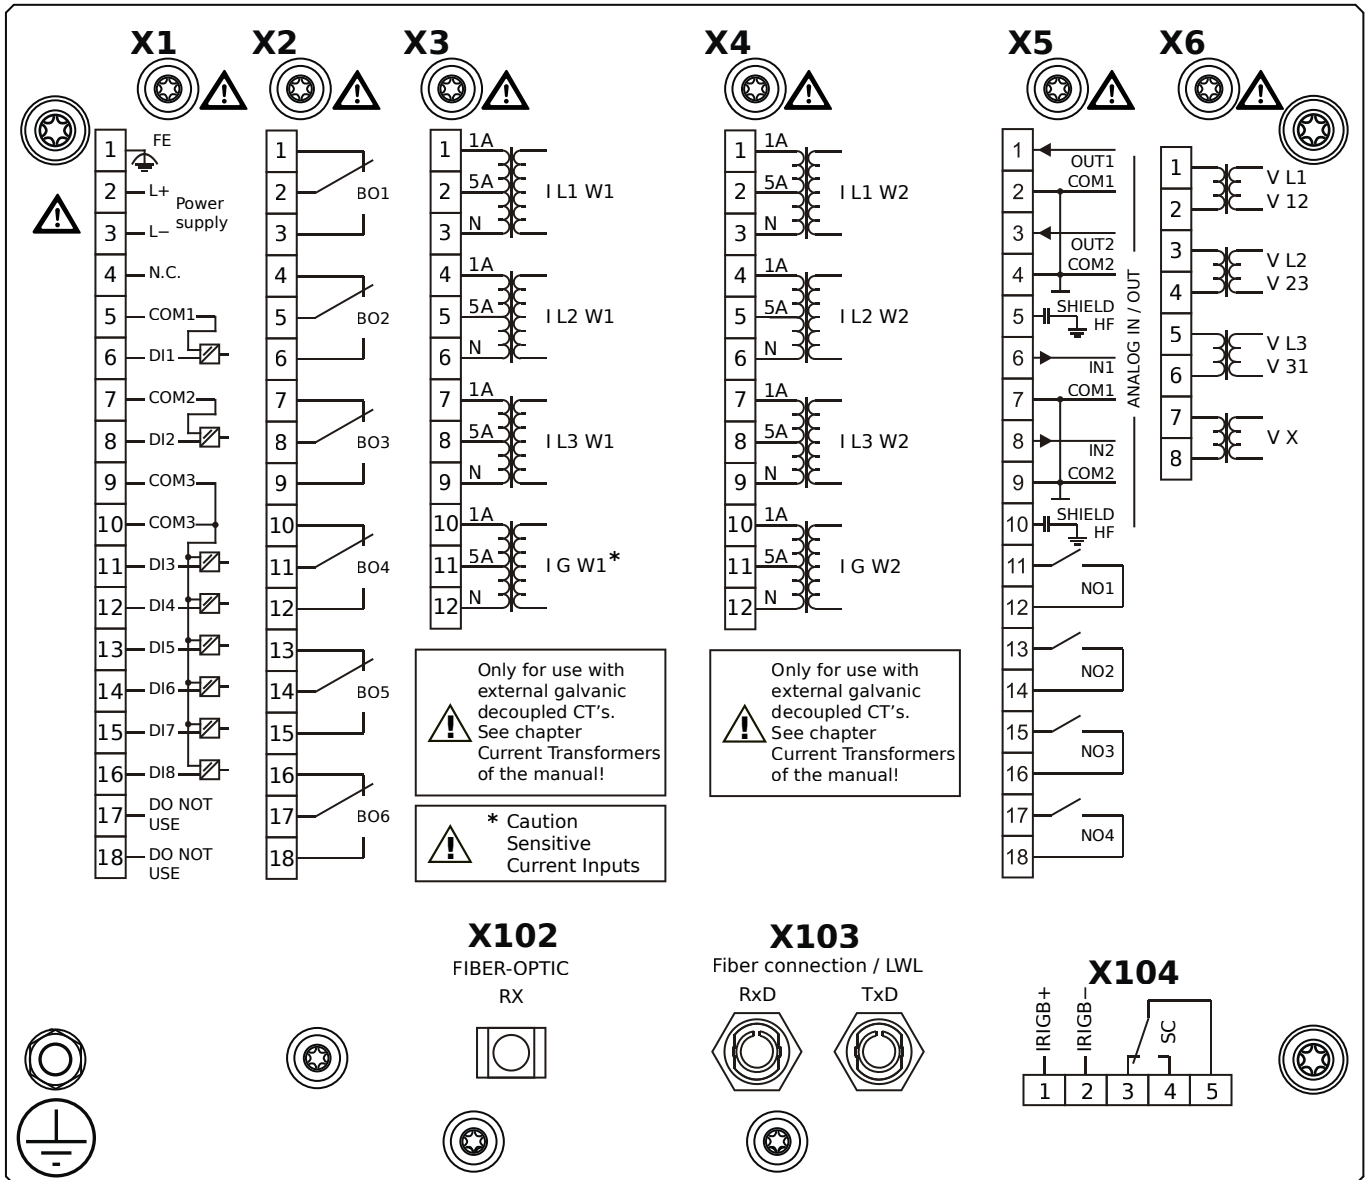 X1
X2
X3
X4
X5
X6
1 FE
2 L+
Power
supply
3 L−
4 N.C.
5 COM1
6 DI1
7 COM2
8 DI2
9 COM3
10 COM3
11 DI3
12 DI4
13 DI5
14 DI6
15 DI7
16 DI8
17 DO NOT
USE
18 DO NOT
USE
1
2 BO1
3
4
5 BO2
6
7
8 BO3
9
10
11 BO4
12
13
14 BO5
15
16
17 BO6
18
1 1A
2 5A I L1 W1
3 N
4 1A
5 5A I L2 W1
6 N
7 1A
8 5A I L3 W1
9 N
10 1A
11 5A I G W1*
12 N
Only for use with
external galvanic
decoupled CT's.
See chapter
Current Transformers
of the manual!
* Caution
Sensitive
Current Inputs
1 1A
2 5A I L1 W2
3 N
4 1A
5 5A I L2 W2
6 N
7 1A
8 5A I L3 W2
9 N
10 1A
11 5A I G W2
12 N
Only for use with
external galvanic
decoupled CT's.
See chapter
Current Transformers
of the manual!
1
OUT1
2 COM1
3
OUT2
4 COM2
5 SHIELD
HF
6
IN1
7 COM1
8
IN2
9 COM2
10 SHIELD
HF
ANALOG IN / OUT
11
NO1
12
13
NO2
14
15
NO3
16
17
NO4
18
1 V L1
2 V 12
3 V L2
4 V 23
5 V L3
6 V 31
7
V X
8
X102
FIBER-OPTIC
RX
X103
Fiber connection / LWL
RxD TxD
X104
IRIGB+
IRIGB−
SC
1 2 3 4 5